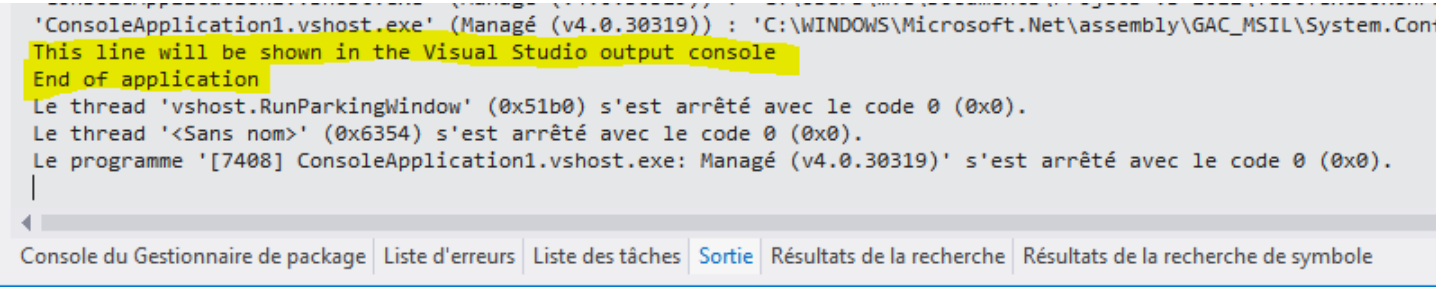 'ConsoleApplication1.vshost.exe' (Managé (v4.0.30319)) : 'C:\WINDOWS\Microsoft.Net\assembly\GAC_MSIL\System.Con
This line will be shown in the Visual Studio output console
End of application
Le thread 'vshost.RunParkingWindow' (0x51b0) s'est arrêté avec le code 0 (0x0).
Le thread '<Sans nom>' (0x6354) s'est arrêté avec le code 0 (0x0).
Le programme '[7408] ConsoleApplication1.vshost.exe: Managé (v4.0.30319)' s'est arrêté avec le code 0 (0x0).
Console du Gestionnaire de package Liste d'erreurs Liste des tâches Sortie Résultats de la recherche Résultats de la recherche de symbole